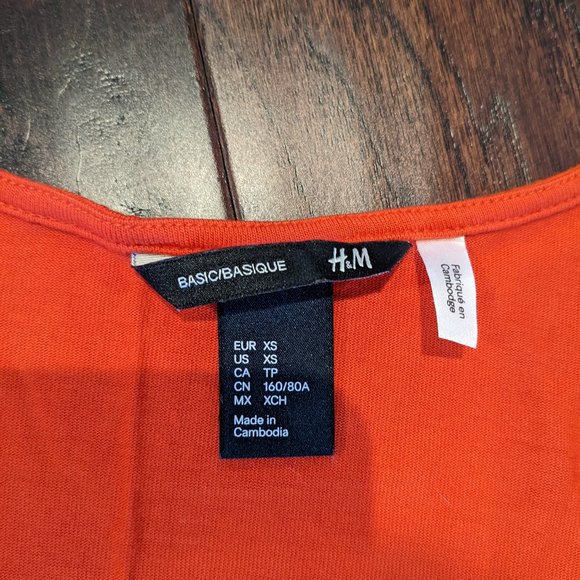 BASIC/BASIQUE
H&M
EUR XS
US XS
CA TP
CN 160/80A
MX XCH
Made in
Cambodia
Fabriqué en
Cambodge